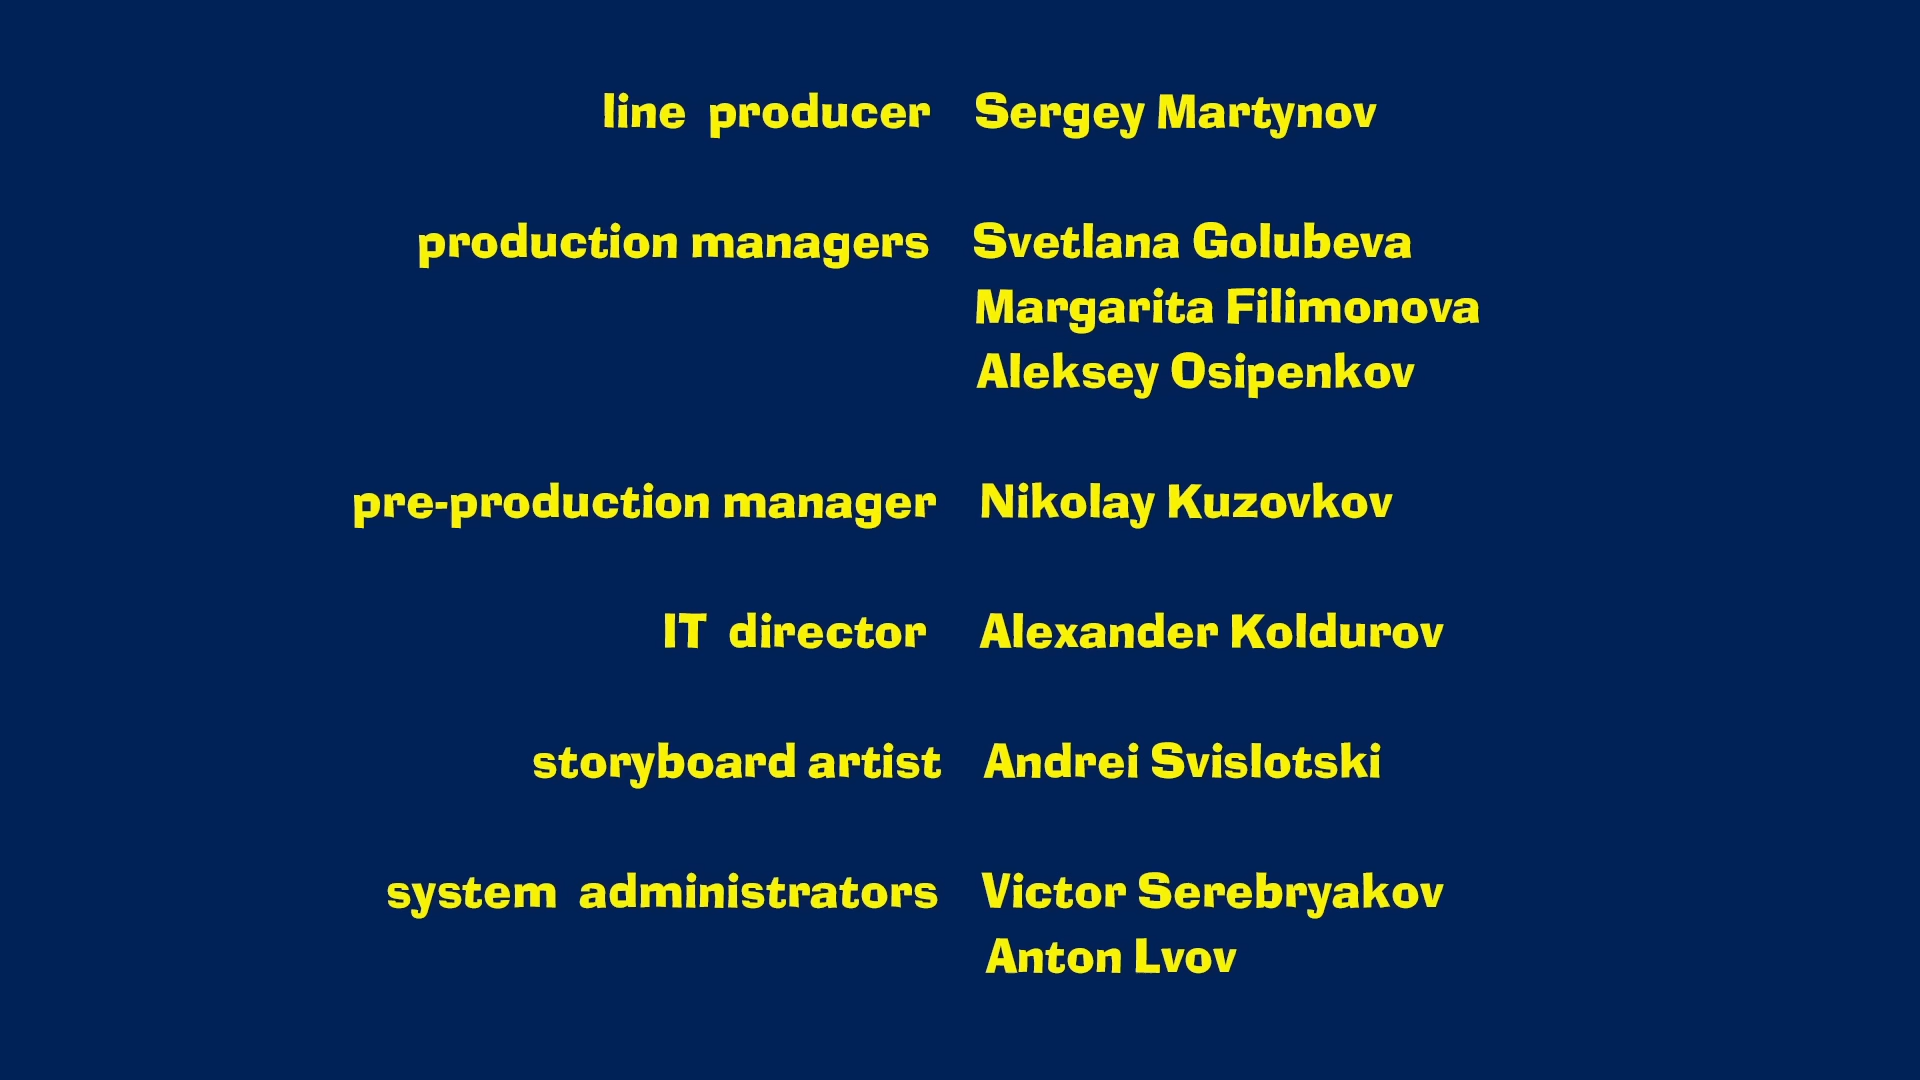 line producer Sergey Martynov
production managers Svetlana Golubeva
Margarita Filimonova
Aleksey Osipenkov
pre-production manager Nikolay Kuzovkov
IT director Alexander Koldurov
storyboard artist Andrei Svislotski
system administrators Victor Serebryakov
Anton Lvov